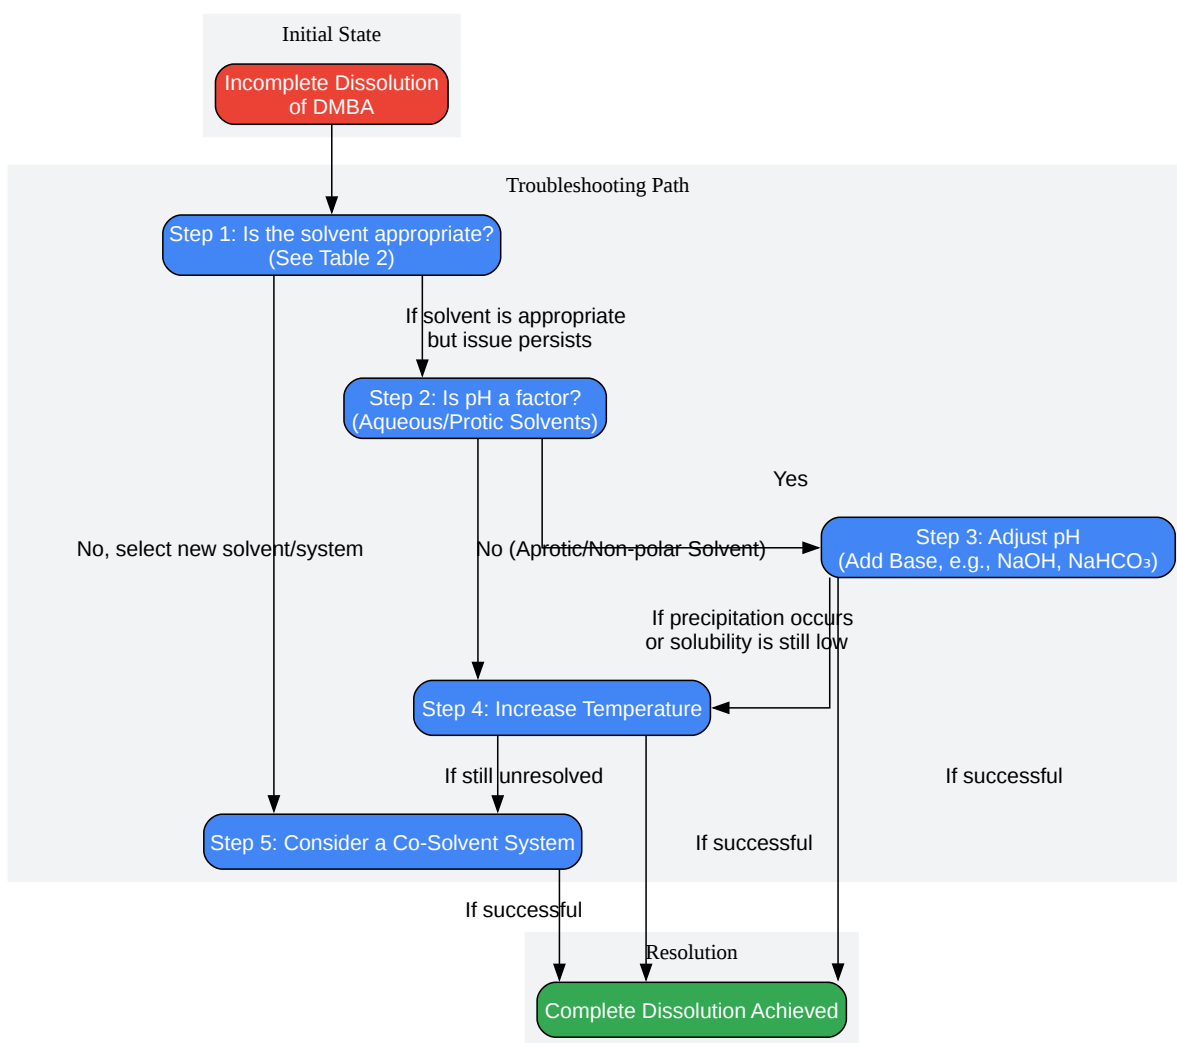 Initial State
Incomplete Dissolution
of DMBA
Troubleshooting Path
Step 1: Is the solvent appropriate?
(See Table 2)
If solvent is appropriate
but issue persists
Step 2: Is pH a factor?
(Aqueous/Protic Solvents)
Yes
No, select new solvent/system
No (Aprotic/Non-polar Solvent)
Step 3: Adjust pH
(Add Base, e.g., NaOH, NaHCO₃)
If precipitation occurs
or solubility is still low
Step 4: Increase Temperature
If still unresolved
If successful
Step 5: Consider a Co-Solvent System
If successful
If successful
Resolution
Complete Dissolution Achieved